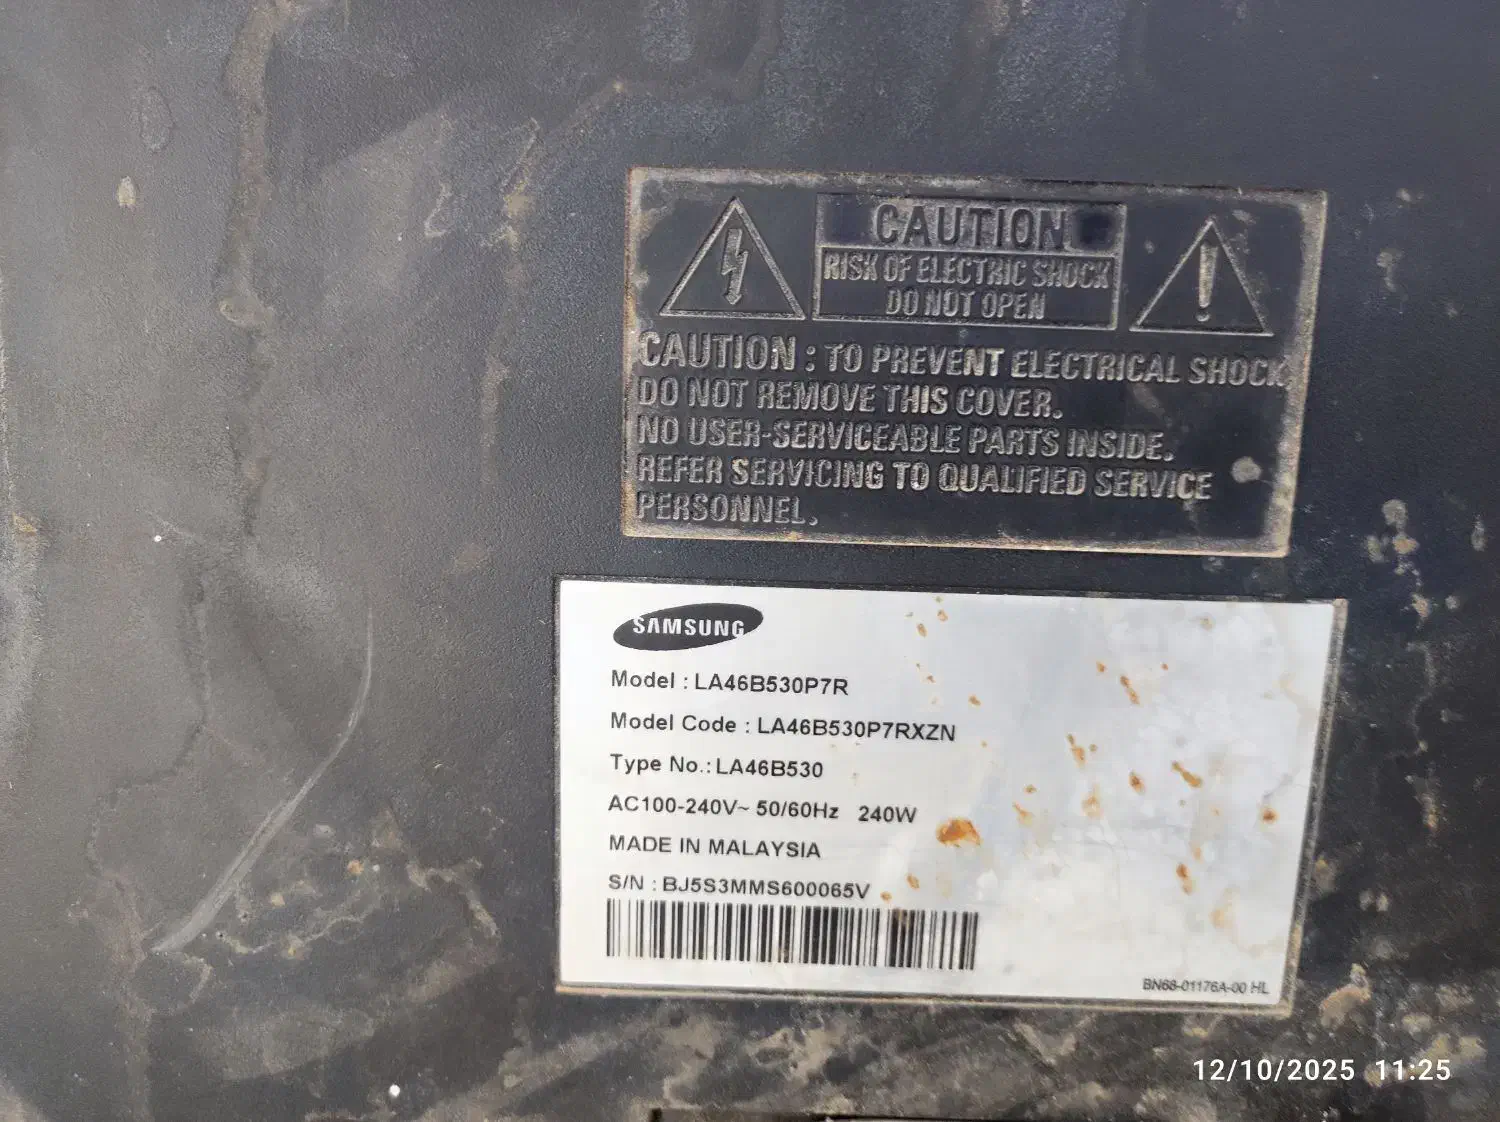 CAUTION
RISK OF ELECTRIC SHOCK
DO NOT OPEN
CAUTION : TO PREVENT ELECTRICAL SHOCK
DO NOT REMOVE THIS COVER.
NO USER-SERVICEABLE PARTS INSIDE.
REFER SERVICING TO QUALIFIED SERVICE
PERSONNEL.
SAMSUNG
Model : LA46B530P7R
Model Code : LA46B530P7RXZN
Type No.: LA46B530
AC100-240V~ 50/60Hz 240W
MADE IN MALAYSIA
S/N : BJ5S3MMS600065V
BN68-01176A-00 HL
12/10/2025 11:25